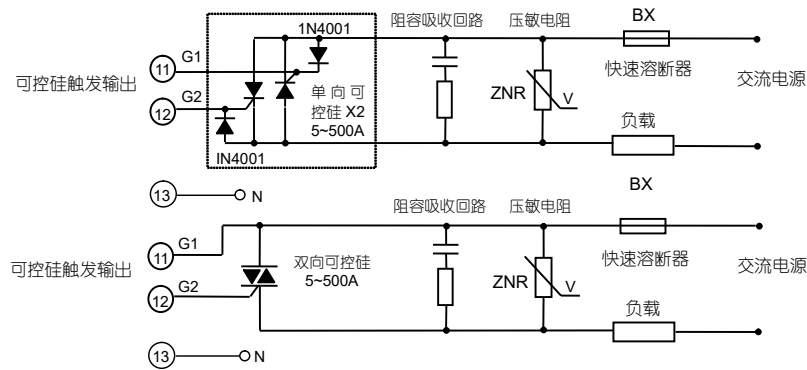 阻容吸收回路
压敏电阻
BX
1N4001
11
G1
快速溶断器
交流电源
可控硅触发输出
单向可
控硅 X2
5~500A
ZNR
V
12
G2
负载
IN4001
13
N
BX
阻容吸收回路
压敏电阻
11
G1
快速溶断器
交流电源
可控硅触发输出
双向可控硅
5~500A
ZNR
V
12
G2
负载
13
N